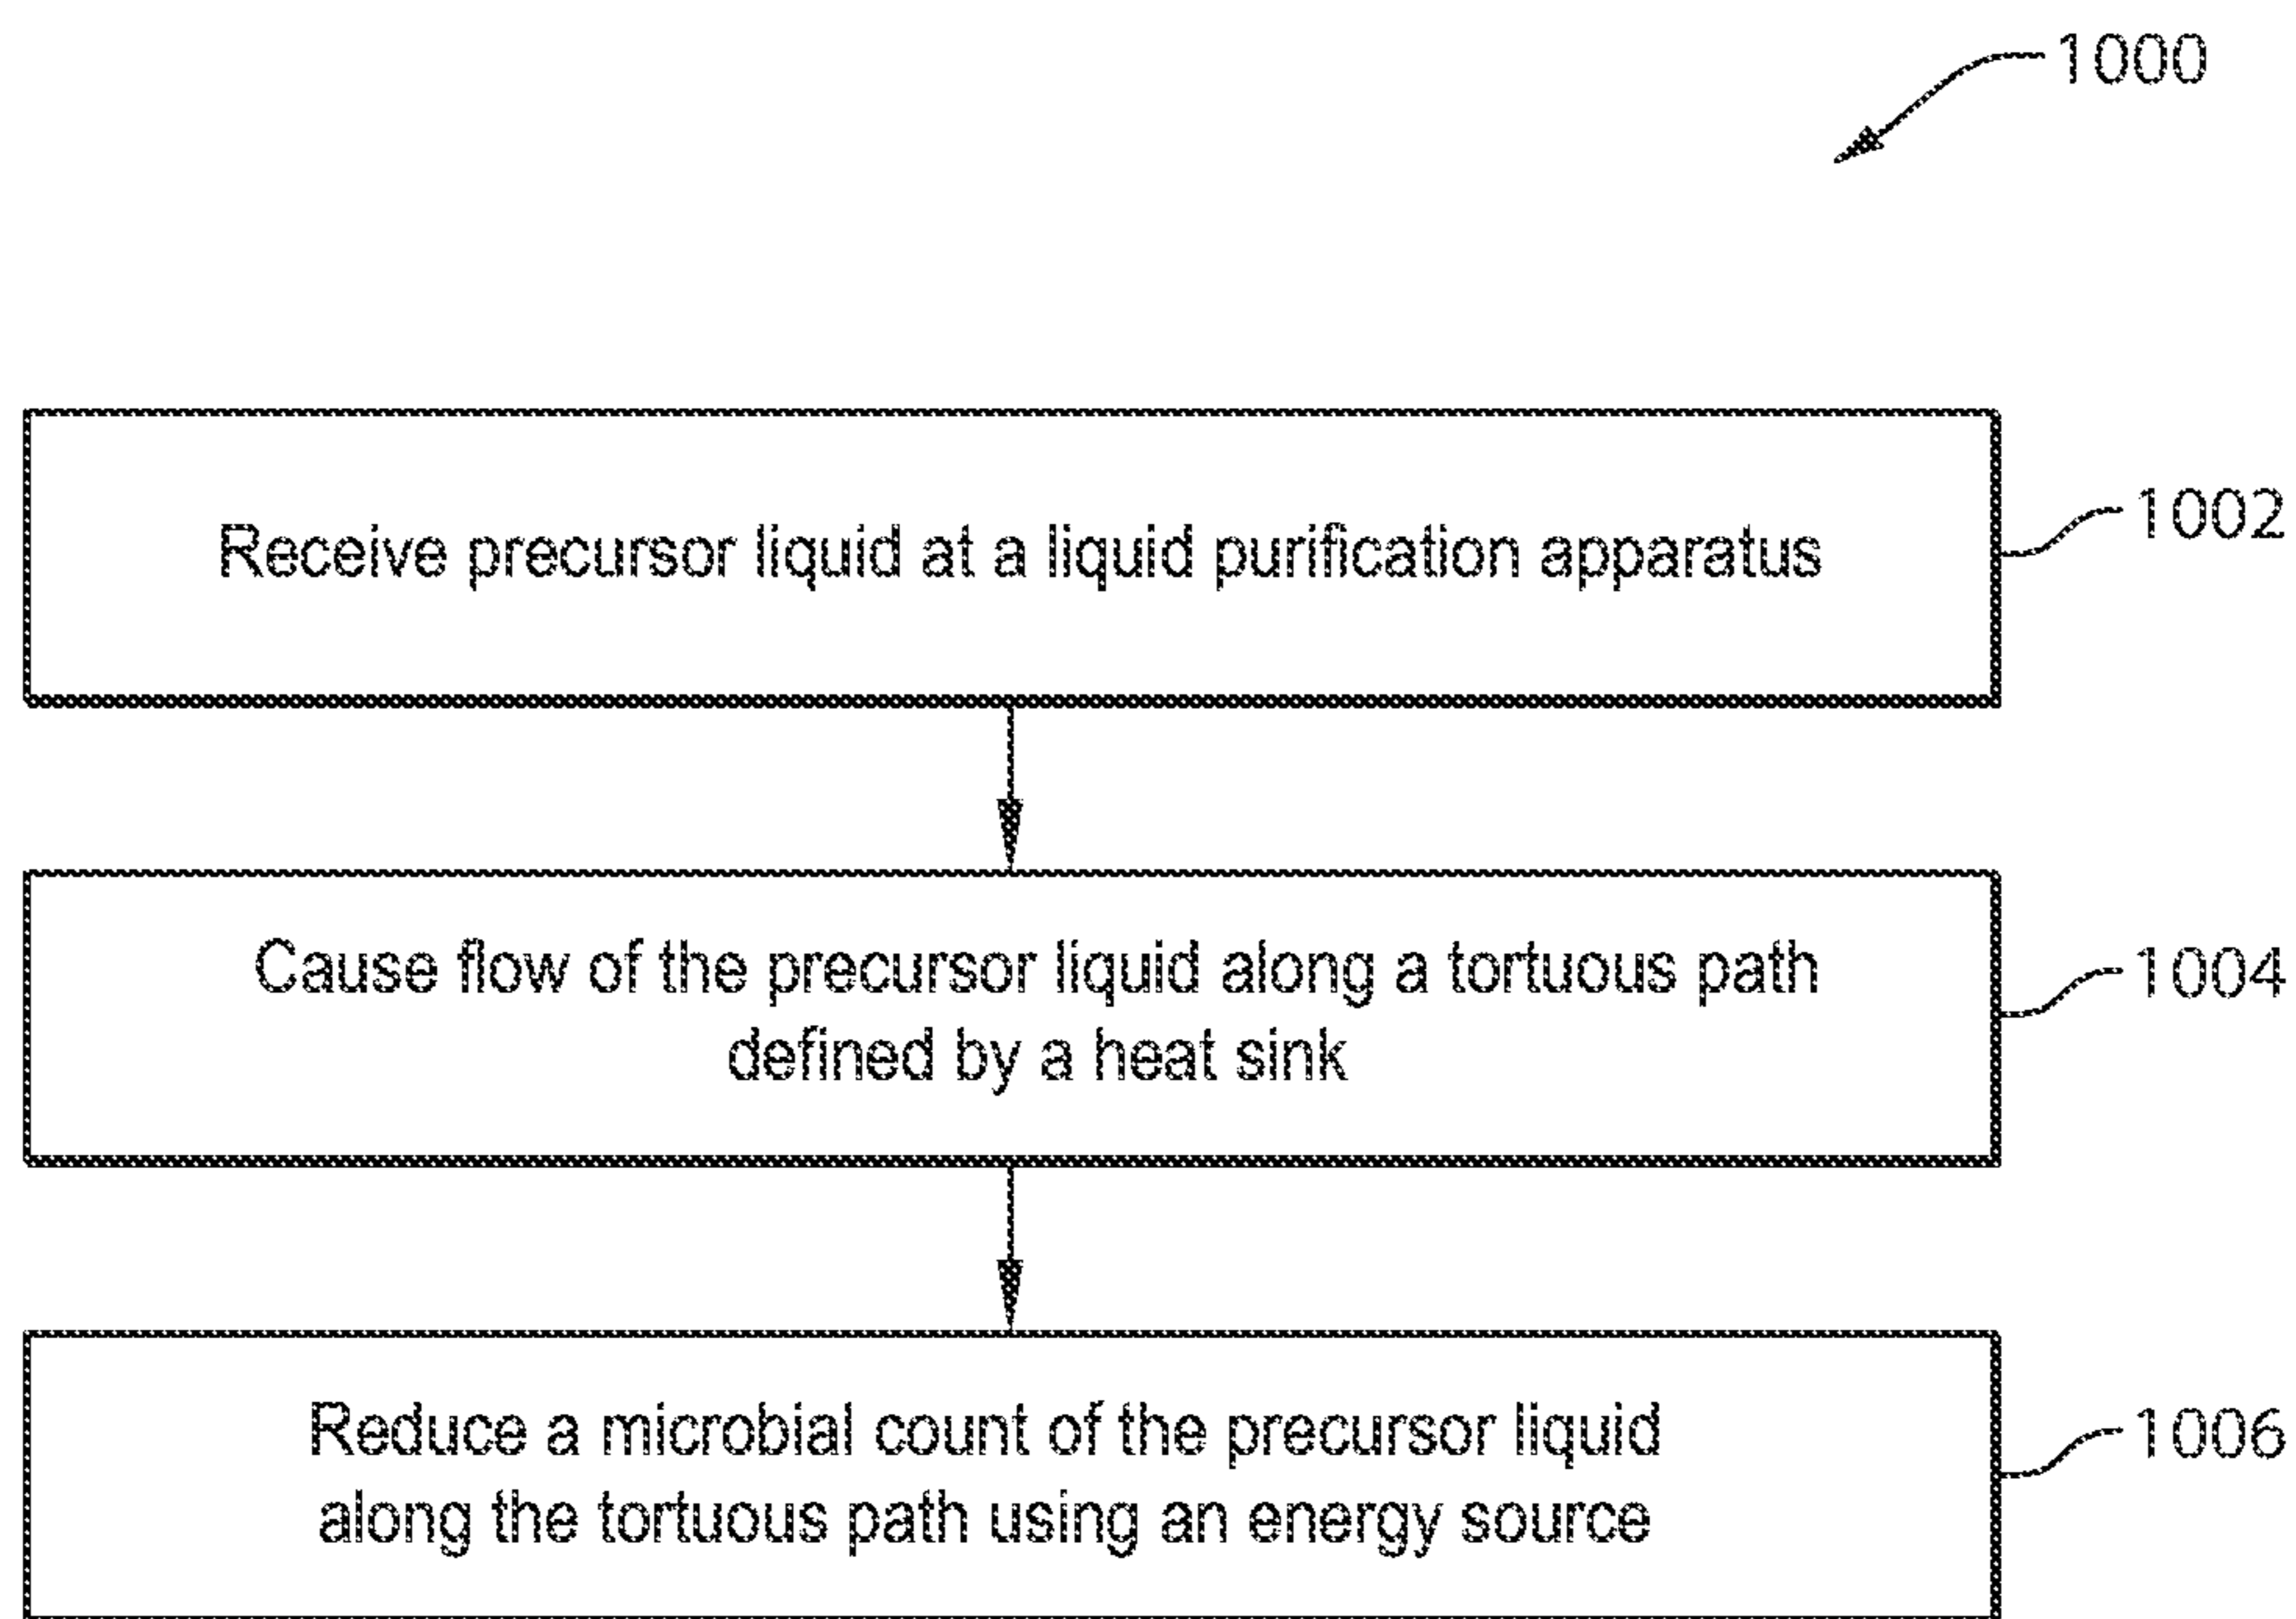 1000
Receive precursor liquid at a liquid purification apparatus
1002
Cause flow of the precursor liquid along a tortuous path
defined by a heat sink
1004
Reduce a microbial count of the precursor liquid
along the tortuous path using an energy source
1006